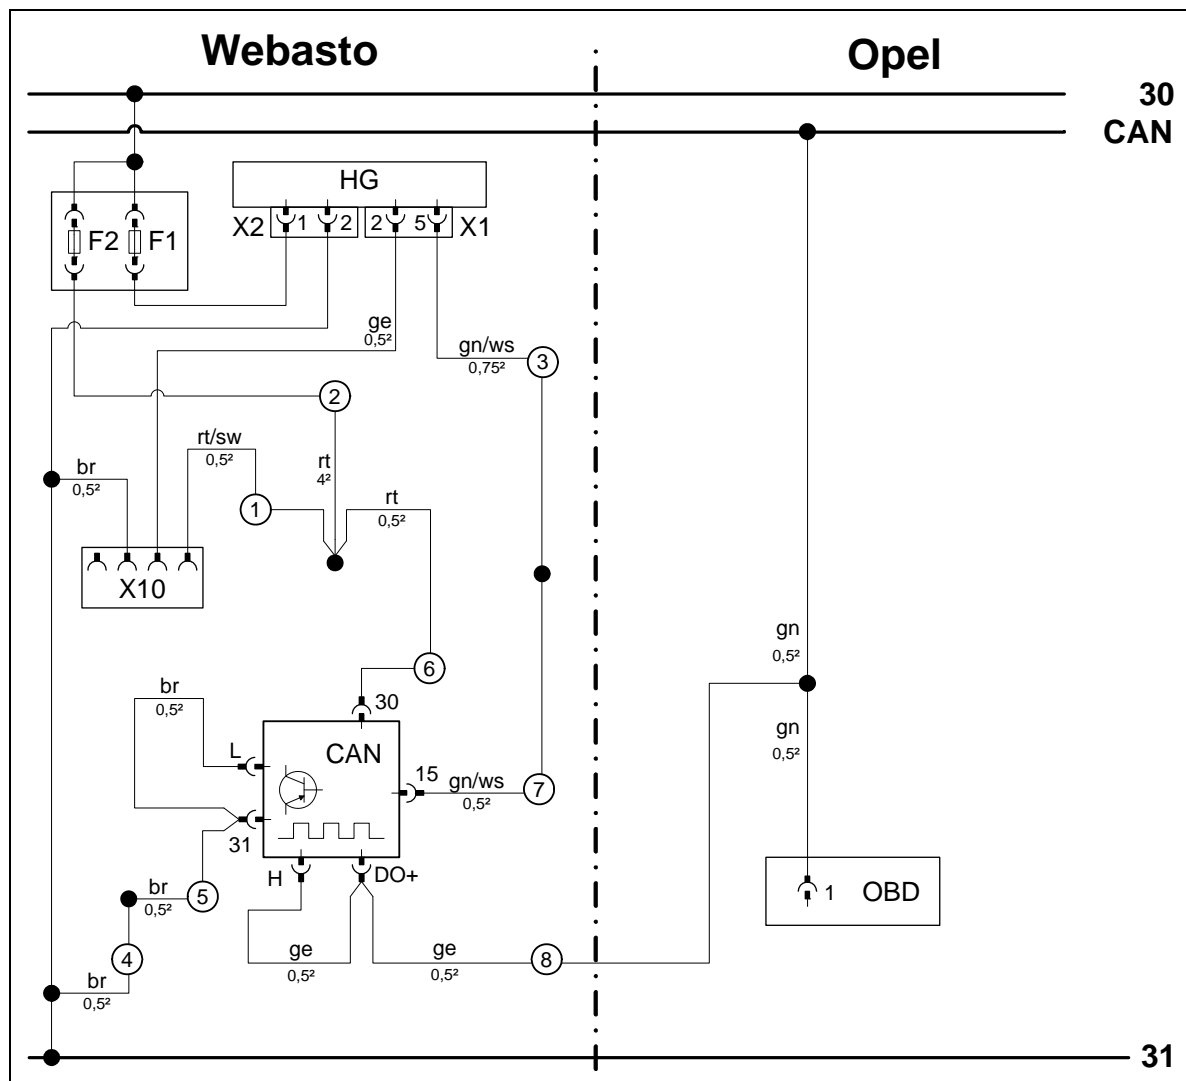 Webasto
Opel
30
CAN
HG
X2 1 2 2 5 X1
F2 F1
ge
0,5²
gn/ws
0,75²
3
2
rt/sw
0,5²
rt
4²
br
0,5²
1
rt
0,5²
X10
gn
0,5²
6
br
0,5²
30
gn
0,5²
L
CAN
15
gn/ws
0,5²
7
31
H
DO+
br
0,5²
5
1 OBD
ge
0,5²
ge
0,5²
8
4
br
0,5²
31